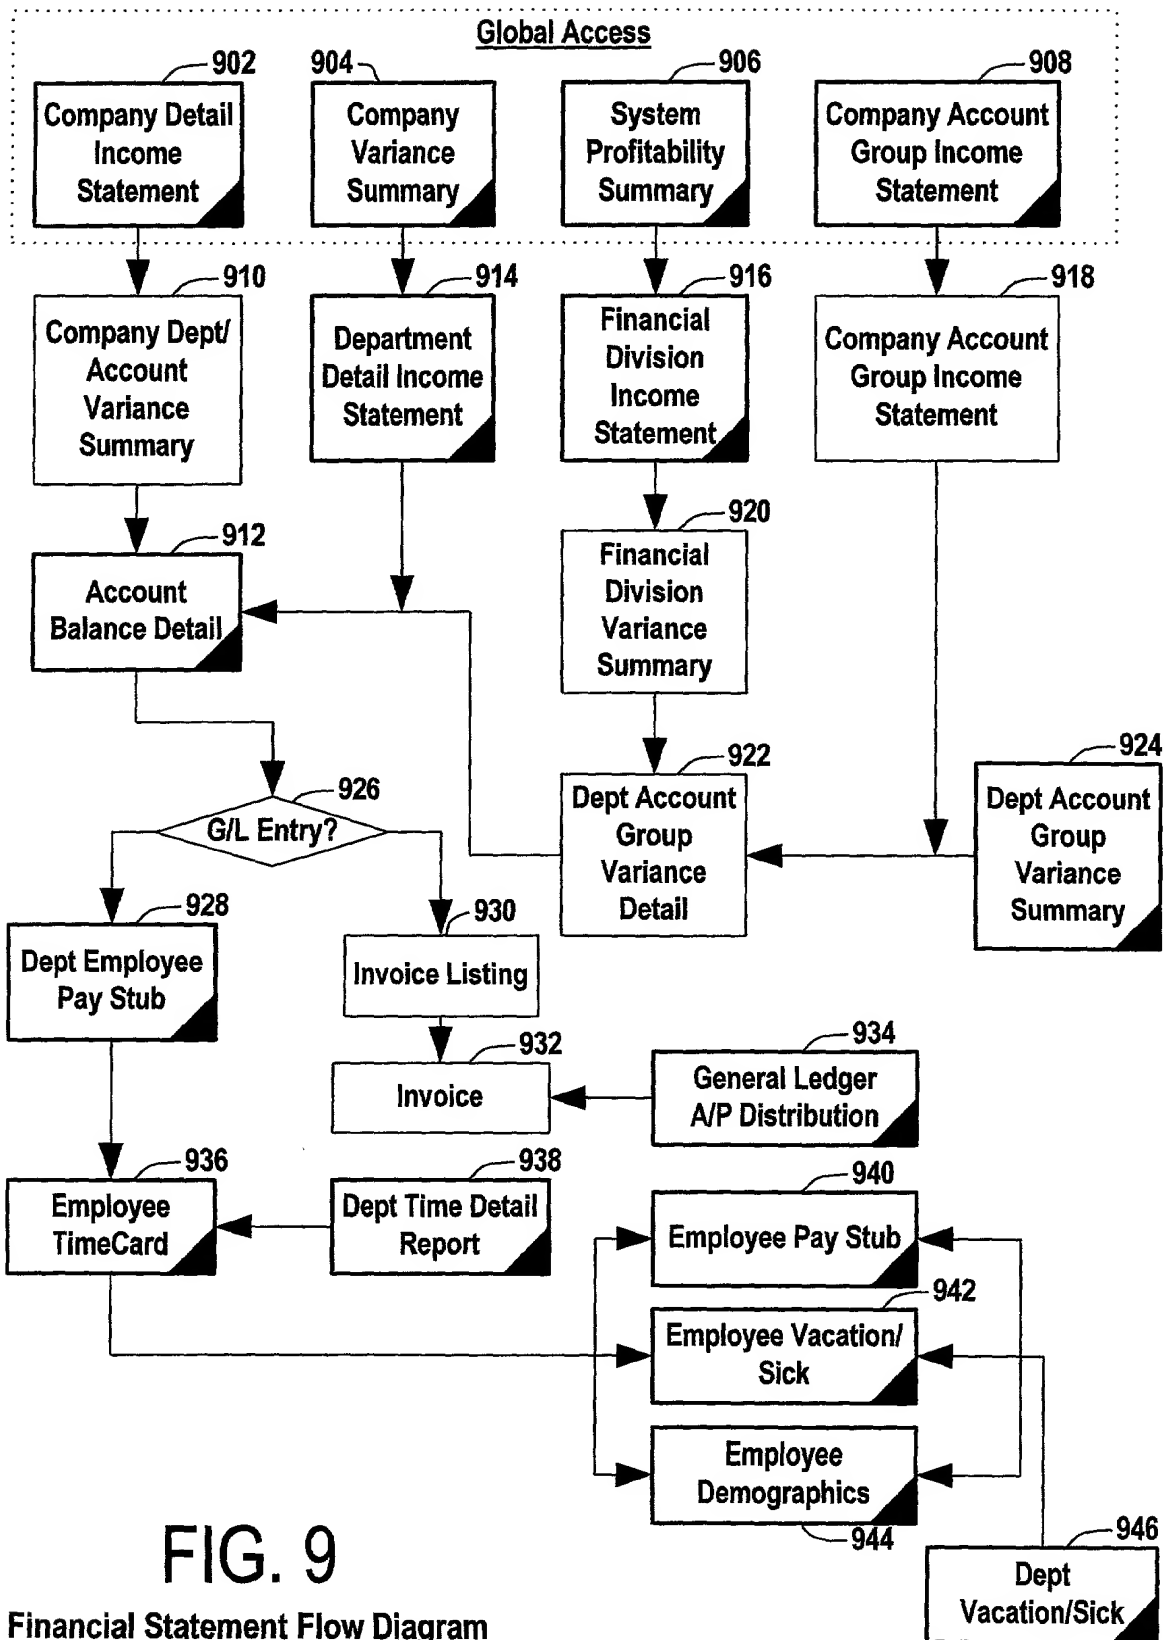 Global Access
902
904
906
908
Company Detail
Income
Statement
Company
Variance
Summary
System
Profitability
Summary
Company Account
Group Income
Statement
910
914
916
918
Company Dept/
Account
Variance
Summary
Department
Detail Income
Statement
Financial
Division
Income
Statement
Company Account
Group Income
Statement
912
920
Account
Balance Detail
Financial
Division
Variance
Summary
922
924
926
G/L Entry?
Dept Account
Group
Variance
Detail
Dept Account
Group
Variance
Summary
928
930
Dept Employee
Pay Stub
Invoice Listing
932
934
Invoice
General Ledger
A/P Distribution
936
938
940
Employee
TimeCard
Dept Time Detail
Report
Employee Pay Stub
942
Employee Vacation/
Sick
Employee
Demographics
944
946
Dept
Vacation/Sick
FIG. 9
Financial Statement Flow Diagram